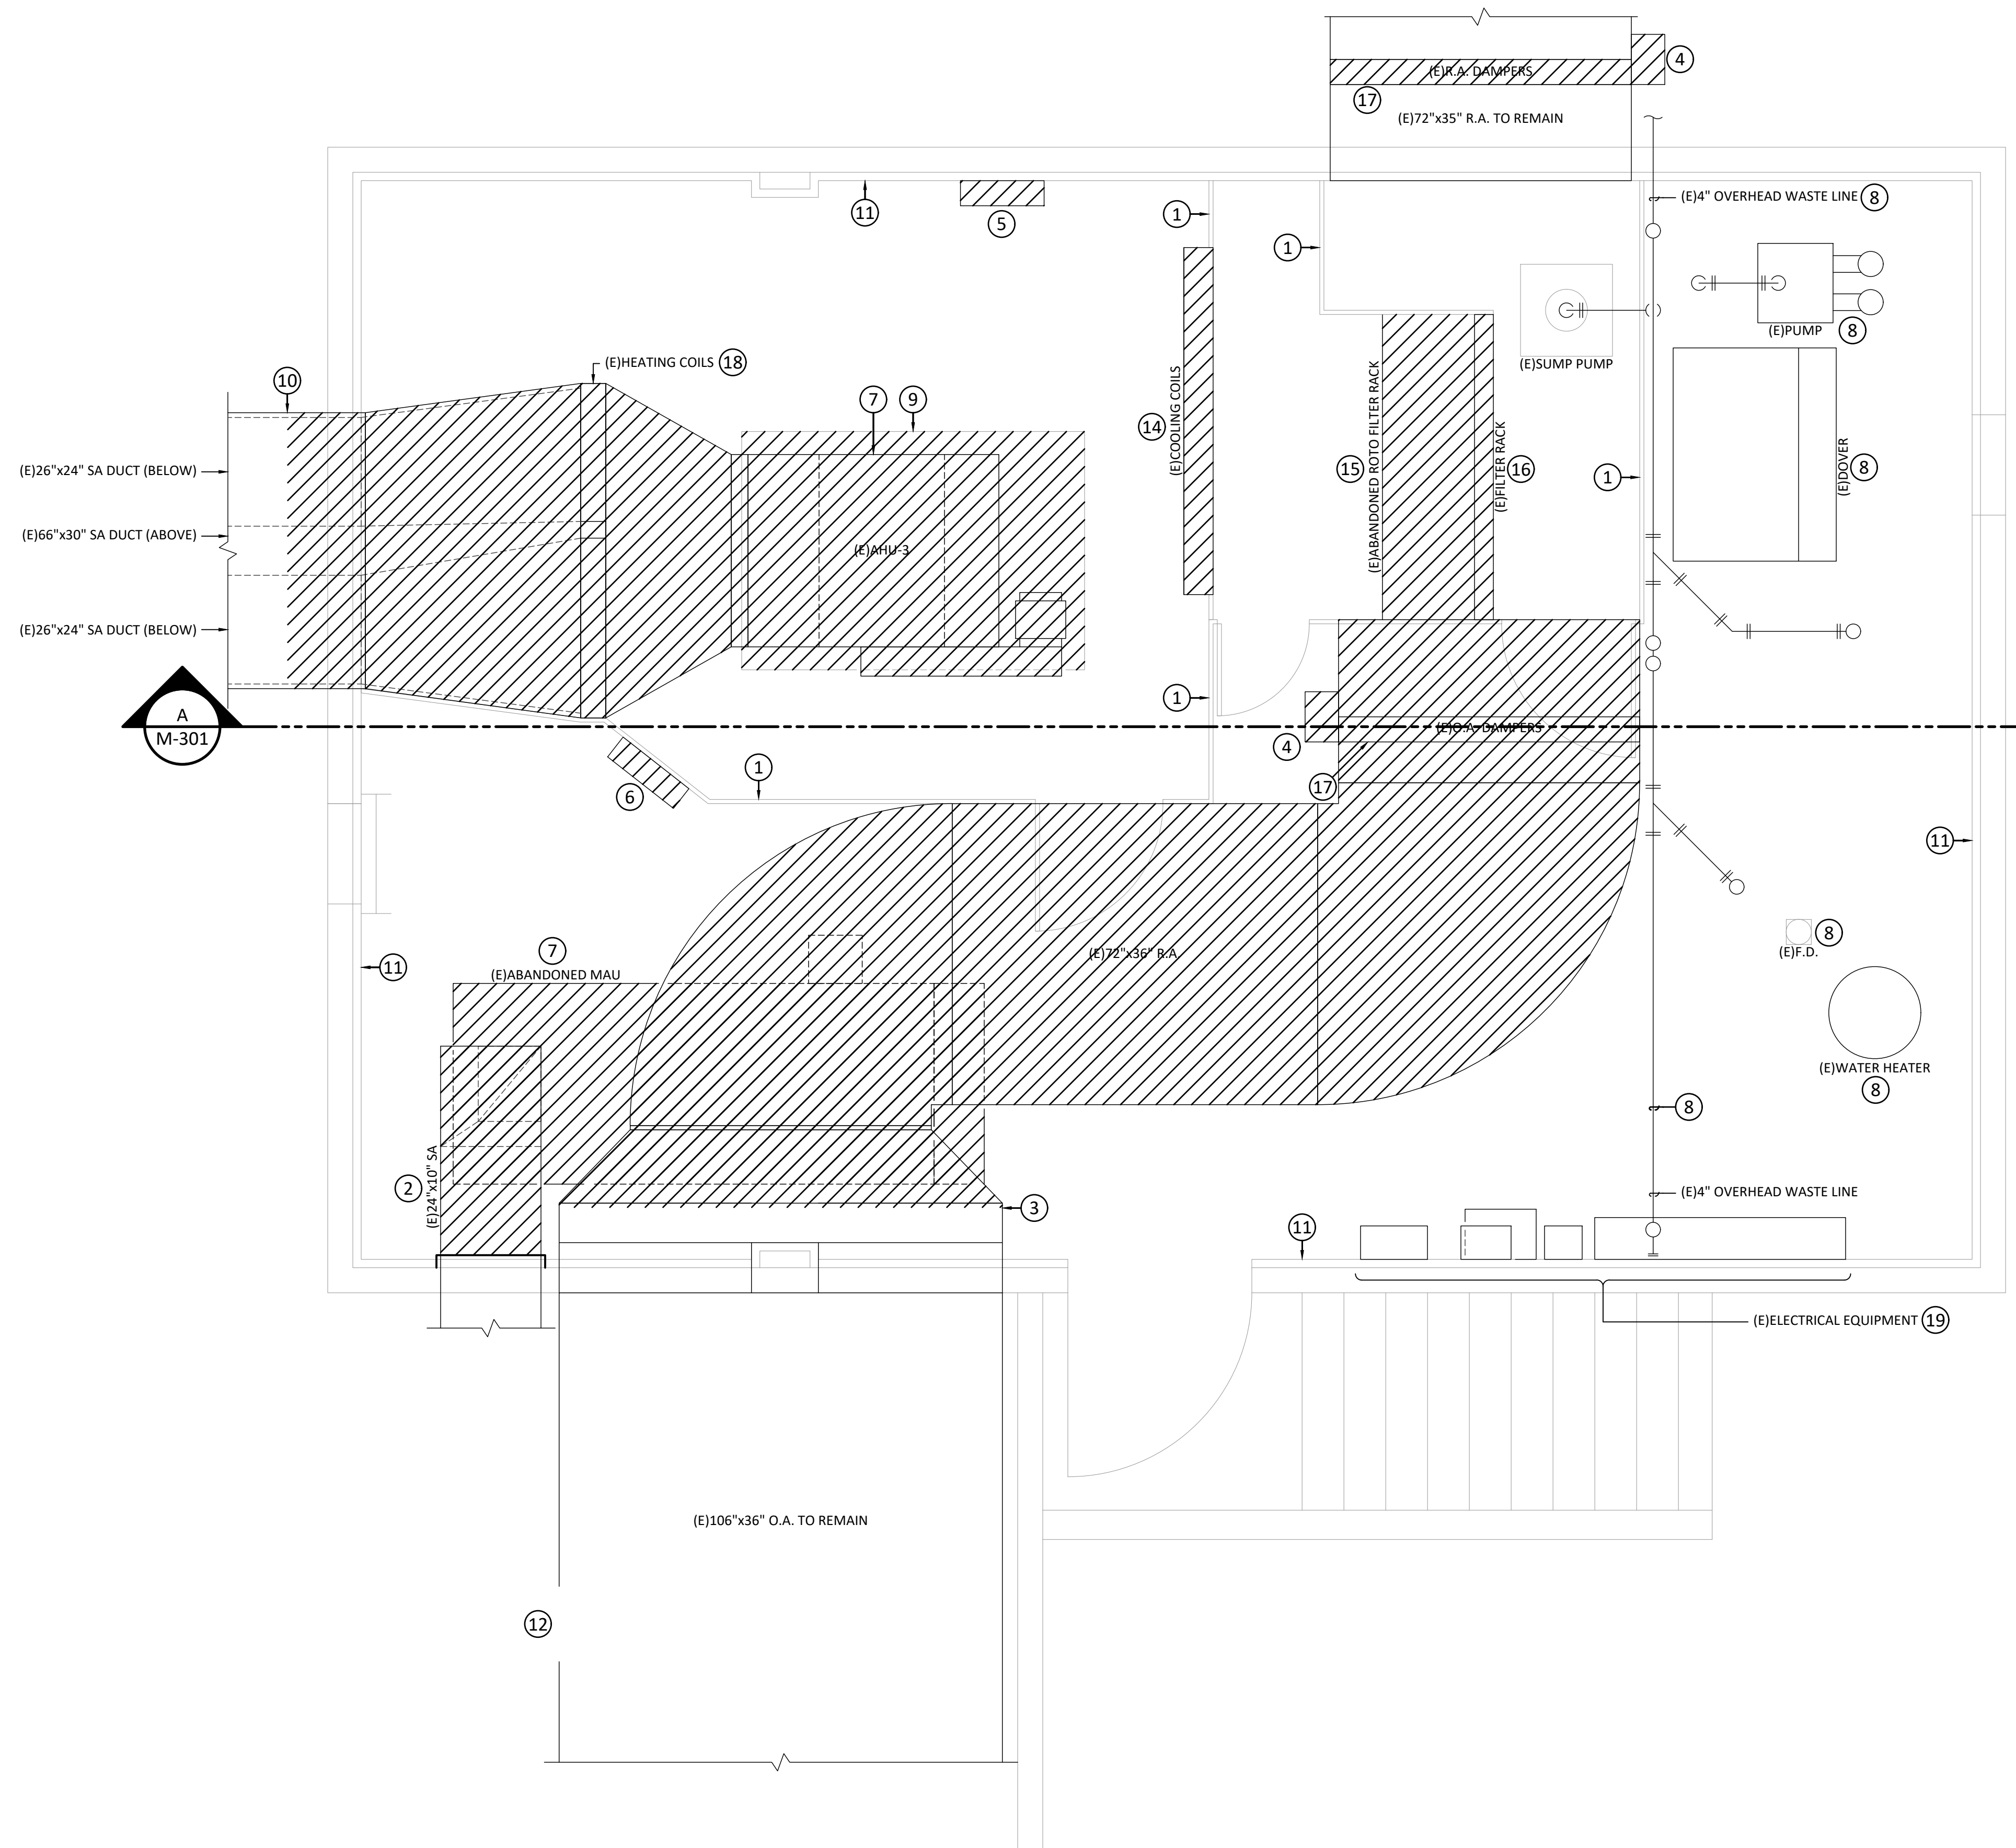 4
(E)R.A. DAMPERS
17
(E)72"x35" R.A. TO REMAIN
(E)4" OVERHEAD WASTE LINE 8
11
5
1
1
(E)PUMP 8
(E)SUMP PUMP
(E)HEATING COILS 18
10
7
9
14
(E)COOLING COILS
15
(E)ABANDONED ROTO FILTER RACK
(E)FILTER RACK
16
1
(E)DOVER
8
(E)26"x24" SA DUCT (BELOW)
(E)66"x30" SA DUCT (ABOVE)
(E)AHU-3
(E)26"x24" SA DUCT (BELOW)
A
M-301
1
4
(E)O.A. DAMPERS
17
1
6
11
7
(E)ABANDONED MAU
11
(E)72"x36" R.A
8
(E)F.D.
(E)WATER HEATER
8
8
2
(E)24"x10" SA
3
(E)4" OVERHEAD WASTE LINE
11
(E)ELECTRICAL EQUIPMENT 19
(E)106"x36" O.A. TO REMAIN
12